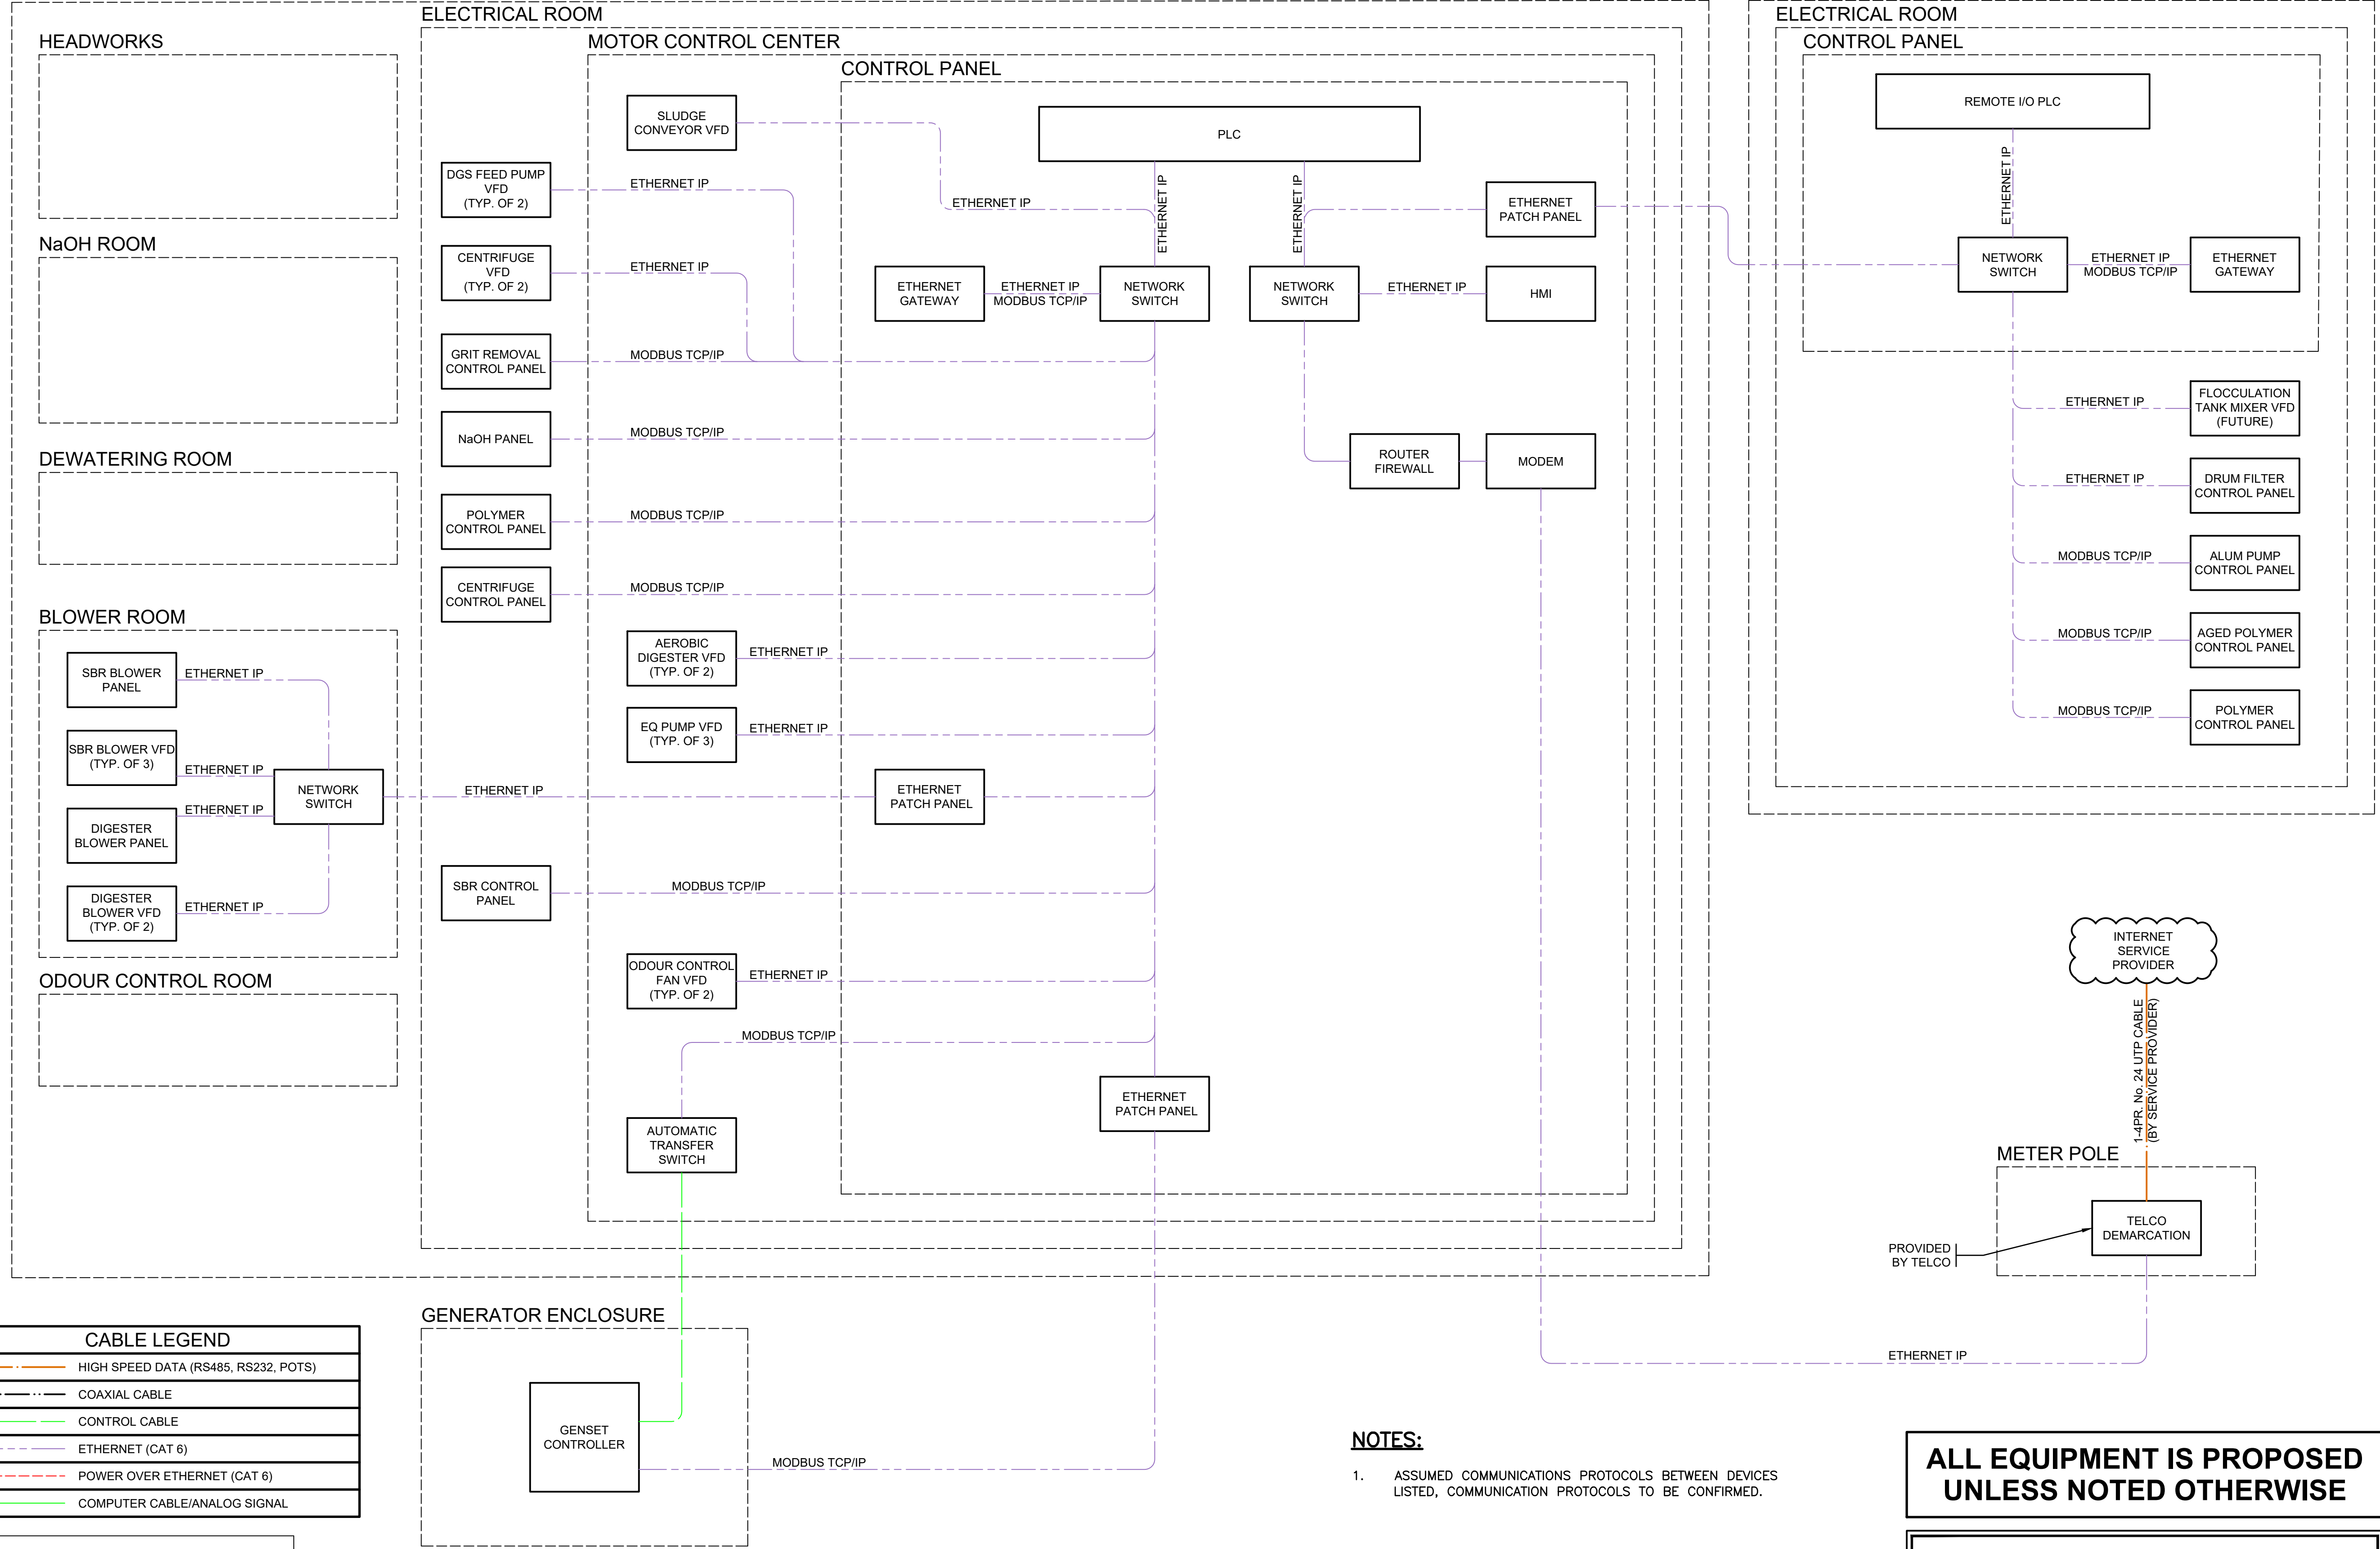 ELECTRICAL ROOM
HEADWORKS
MOTOR CONTROL CENTER
CONTROL PANEL
SLUDGE
CONVEYOR VFD
PLC
DGS FEED PUMP
VFD
(TYP. OF 2)
ETHERNET IP
ETHERNET IP
ETHERNET IP
ETHERNET IP
ETHERNET
PATCH PANEL
NaOH ROOM
CENTRIFUGE
VFD
(TYP. OF 2)
ETHERNET IP
ETHERNET
GATEWAY
ETHERNET IP
MODBUS TCP/IP
NETWORK
SWITCH
NETWORK
SWITCH
ETHERNET IP
HMI
GRIT REMOVAL
CONTROL PANEL
MODBUS TCP/IP
NaOH PANEL
MODBUS TCP/IP
ROUTER
FIREWALL
MODEM
DEWATERING ROOM
POLYMER
CONTROL PANEL
MODBUS TCP/IP
CENTRIFUGE
CONTROL PANEL
MODBUS TCP/IP
BLOWER ROOM
AEROBIC
DIGESTER VFD
(TYP. OF 2)
ETHERNET IP
SBR BLOWER
PANEL
ETHERNET IP
EQ PUMP VFD
(TYP. OF 3)
ETHERNET IP
SBR BLOWER VFD
(TYP. OF 3)
ETHERNET IP
NETWORK
SWITCH
ETHERNET IP
ETHERNET
PATCH PANEL
ETHERNET IP
DIGESTER
BLOWER PANEL
SBR CONTROL
PANEL
MODBUS TCP/IP
DIGESTER
BLOWER VFD
(TYP. OF 2)
ETHERNET IP
ODOUR CONTROL ROOM
ODOUR CONTROL
FAN VFD
(TYP. OF 2)
ETHERNET IP
MODBUS TCP/IP
ETHERNET
PATCH PANEL
AUTOMATIC
TRANSFER
SWITCH
ELECTRICAL ROOM
CONTROL PANEL
REMOTE I/O PLC
ETHERNET IP
NETWORK
SWITCH
ETHERNET IP
MODBUS TCP/IP
ETHERNET
GATEWAY
ETHERNET IP
FLOCCULATION
TANK MIXER VFD
(FUTURE)
ETHERNET IP
DRUM FILTER
CONTROL PANEL
MODBUS TCP/IP
ALUM PUMP
CONTROL PANEL
MODBUS TCP/IP
AGED POLYMER
CONTROL PANEL
MODBUS TCP/IP
POLYMER
CONTROL PANEL
INTERNET
SERVICE
PROVIDER
1-4PR. No. 24 UTP CABLE
(BY SERVICE PROVIDER)
METER POLE
TELCO
DEMARCATION
PROVIDED
BY TELCO
ETHERNET IP
GENERATOR ENCLOSURE
GENSET
CONTROLLER
MODBUS TCP/IP
CABLE LEGEND
HIGH SPEED DATA (RS485, RS232, POTS)
COAXIAL CABLE
CONTROL CABLE
ETHERNET (CAT 6)
POWER OVER ETHERNET (CAT 6)
COMPUTER CABLE/ANALOG SIGNAL
NOTES:
1. ASSUMED COMMUNICATIONS PROTOCOLS BETWEEN DEVICES
LISTED, COMMUNICATION PROTOCOLS TO BE CONFIRMED.
ALL EQUIPMENT IS PROPOSED
UNLESS NOTED OTHERWISE